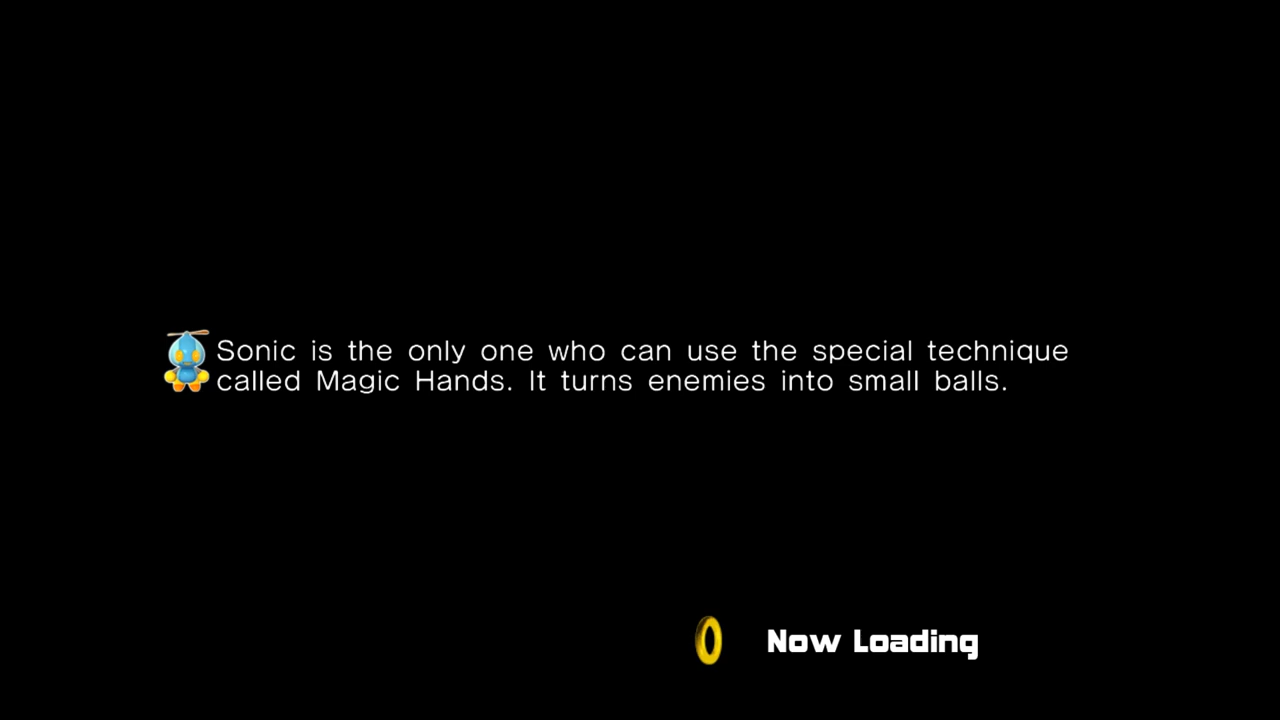 Sonic is the only one who can use the special technique
called Magic Hands. It turns enemies into small balls.
Now Loading